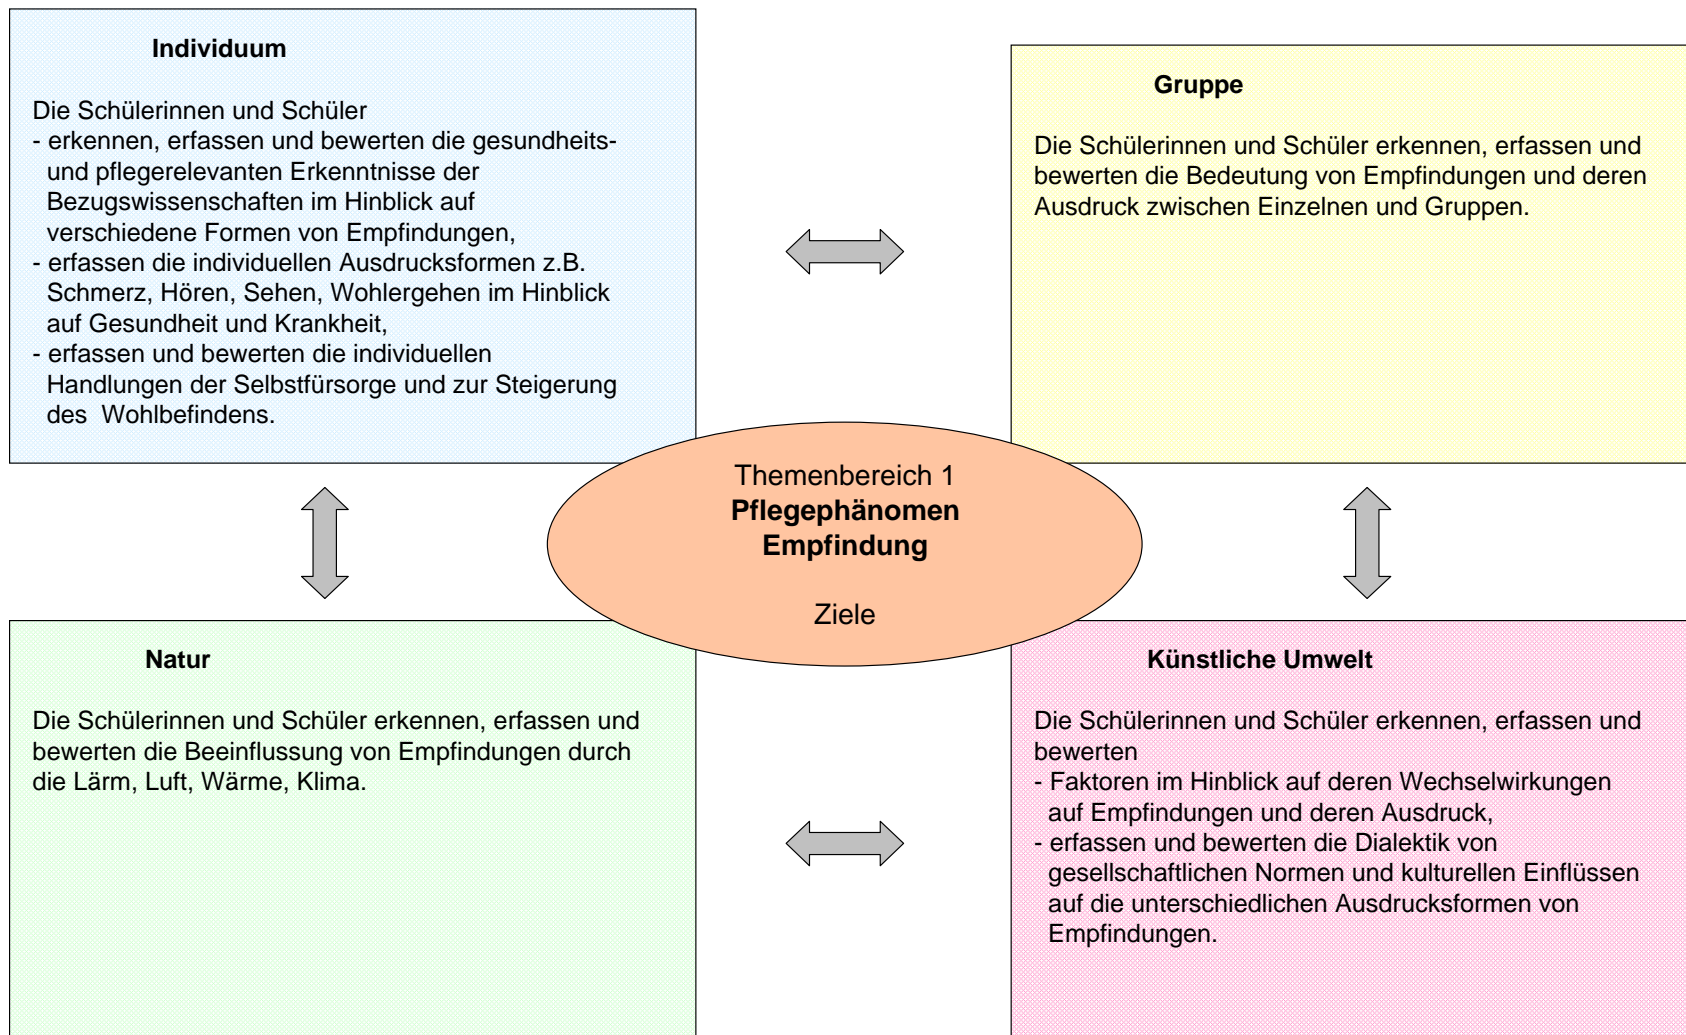 Individuum
Die Schülerinnen und Schüler
- erkennen, erfassen und bewerten die gesundheits-
und pflegerelevanten Erkenntnisse der
Bezugswissenschaften im Hinblick auf
verschiedene Formen von Empfindungen,
- erfassen die individuellen Ausdrucksformen z.B.
Schmerz, Hören, Sehen, Wohlergehen im Hinblick
auf Gesundheit und Krankheit,
- erfassen und bewerten die individuellen
Handlungen der Selbstfürsorge und zur Steigerung
des  Wohlbefindens.
Gruppe
Die Schülerinnen und Schüler erkennen, erfassen und
bewerten die Bedeutung von Empfindungen und deren
Ausdruck zwischen Einzelnen und Gruppen.
Themenbereich 1
Pflegephänomen
Empfindung
Ziele
Natur
Die Schülerinnen und Schüler erkennen, erfassen und
bewerten die Beeinflussung von Empfindungen durch
die Lärm, Luft, Wärme, Klima.
Künstliche Umwelt
Die Schülerinnen und Schüler erkennen, erfassen und
bewerten
- Faktoren im Hinblick auf deren Wechselwirkungen
auf Empfindungen und deren Ausdruck,
- erfassen und bewerten die Dialektik von
gesellschaftlichen Normen und kulturellen Einflüssen
auf die unterschiedlichen Ausdrucksformen von
Empfindungen.